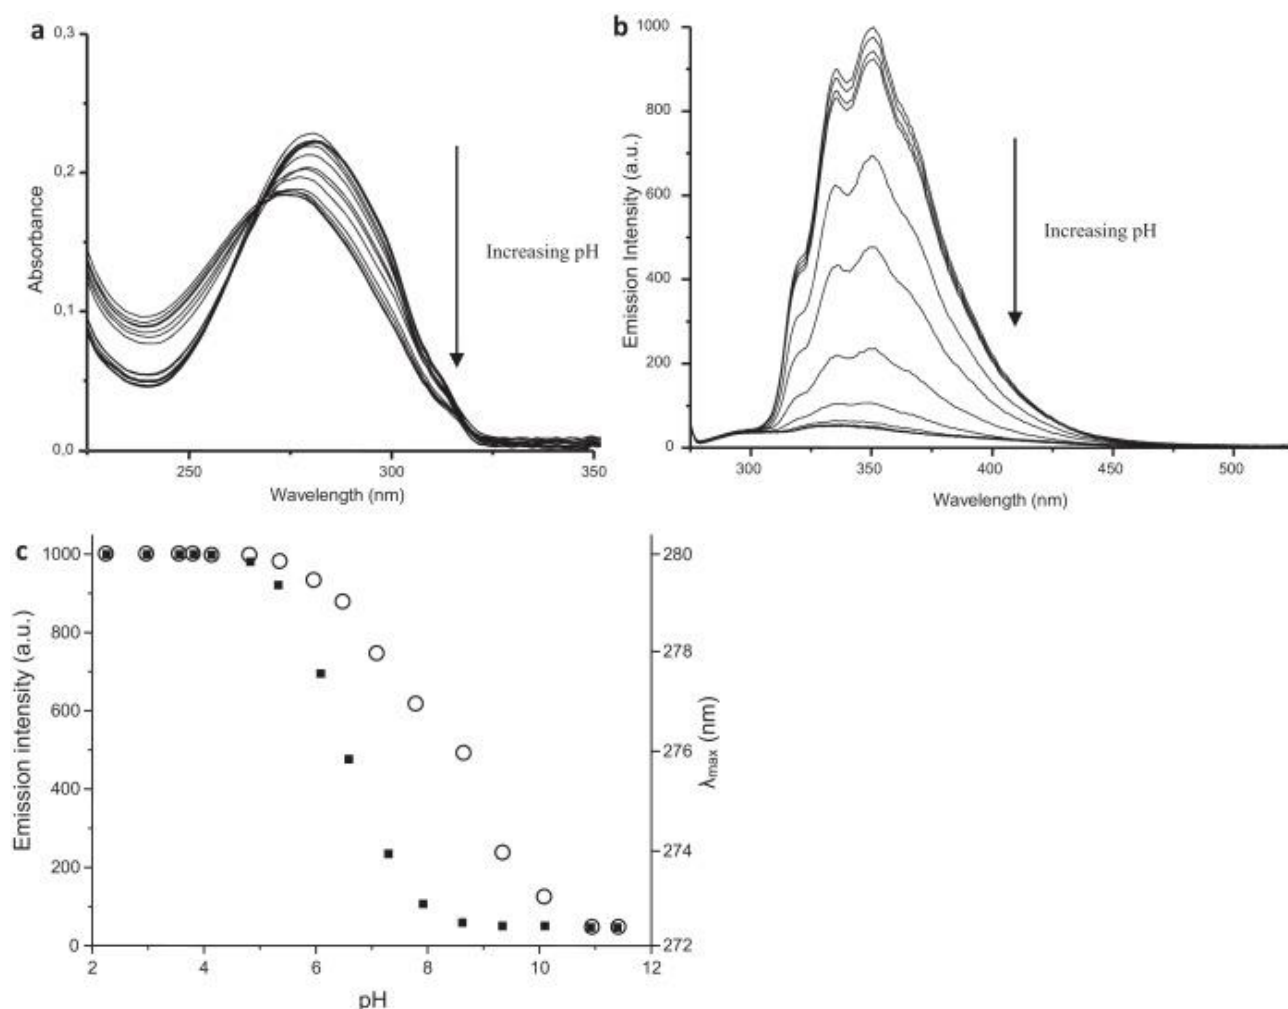 a
0,3
0,2
0,1
0,0
Absorbance
250
300
350
Wavelength (nm)
Increasing pH
b
1000
800
600
400
200
0
Emission Intensity (a.u.)
300
350
400
450
500
Wavelength (nm)
Increasing pH
c
1000
800
600
400
200
0
Emission intensity (a.u.)
280
278
276
274
272
λmax (nm)
2
4
6
8
10
12
pH